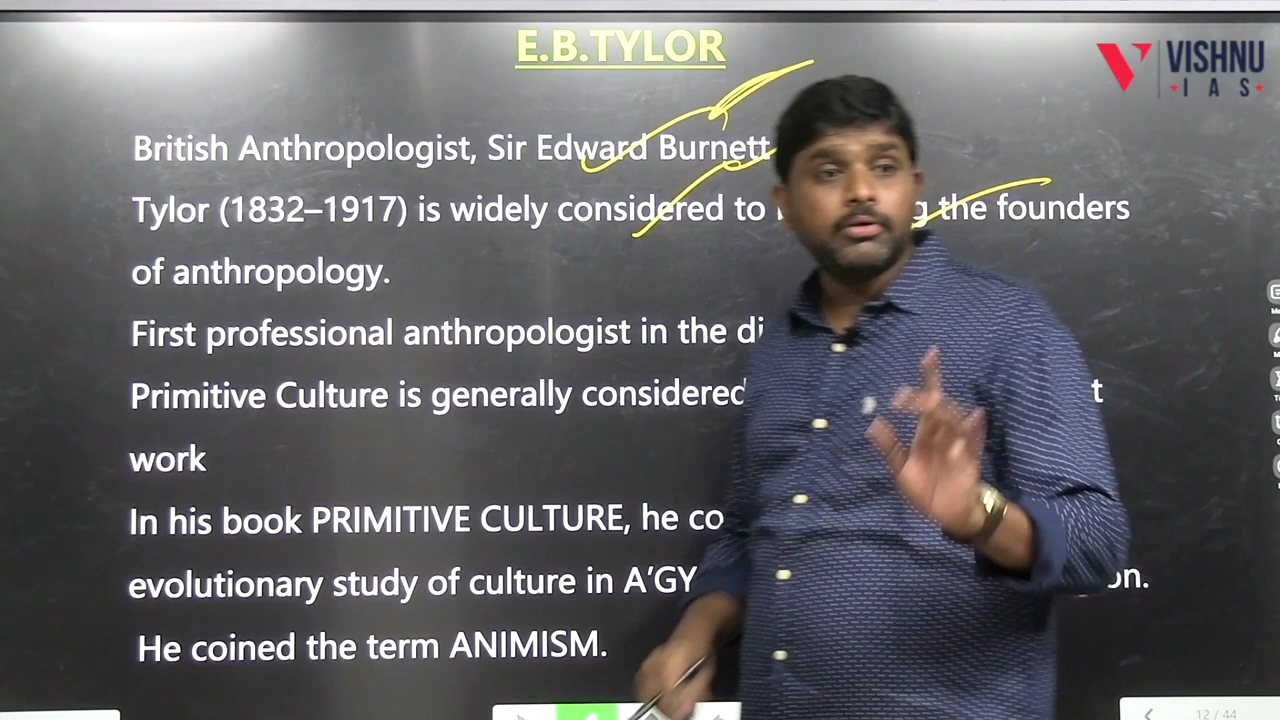 E.B.TYLOR
VISHNU
IAS
British Anthropologist, Sir Edward Burnett
Tylor (1832–1917) is widely considered to the founders
of anthropology.
First professional anthropologist in the
Primitive Culture is generally considered
work
In his book PRIMITIVE CULTURE, he
evolutionary study of culture in A’GY
He coined the term ANIMISM.
12 / 44